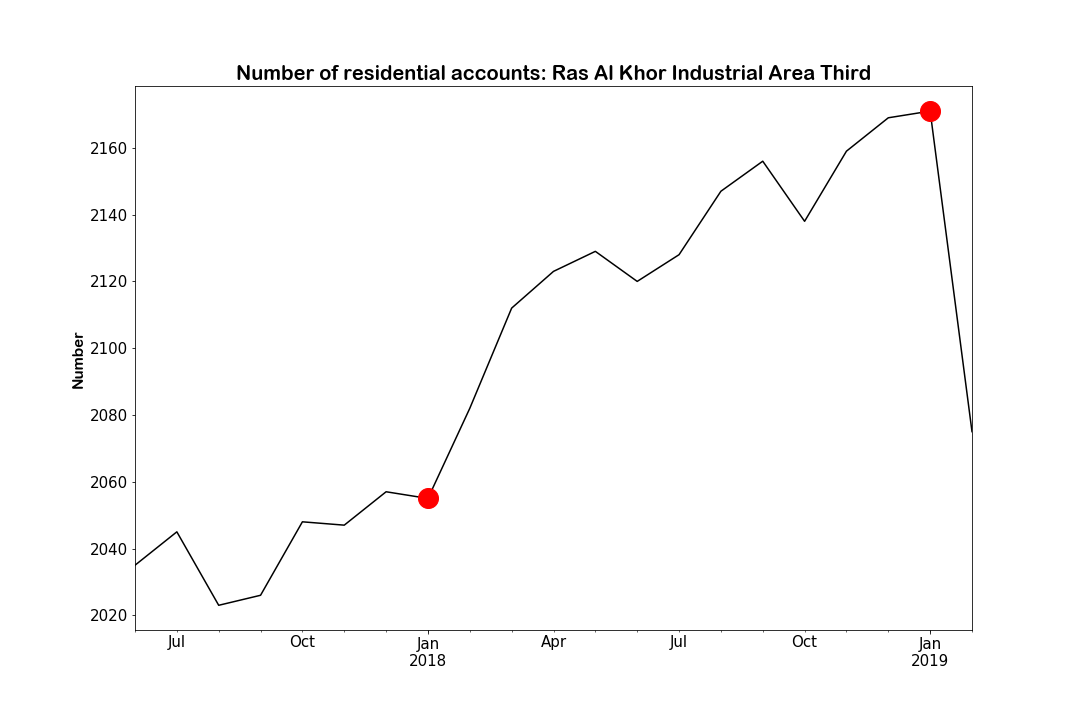 Number of residential accounts: Ras Al Khor Industrial Area Third
2160
2140
2120
2100
2080
2060
2040
2020
Number
Jul
Oct
Jan
2018
Apr
Jul
Oct
Jan
2019